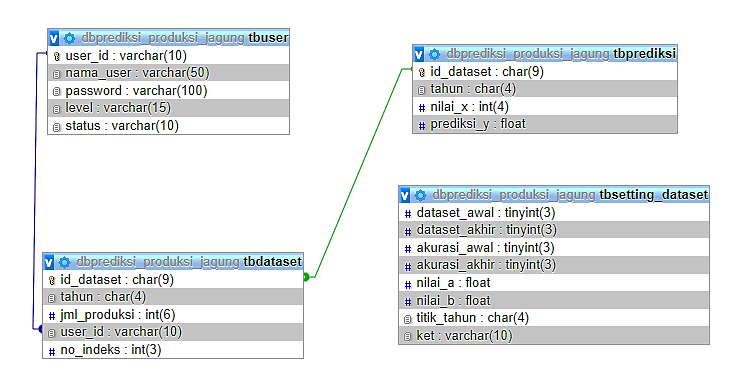 dbprediksi_produksi_jagung tbuser
user_id : varchar(10)
nama_user : varchar(50)
password : varchar(100)
level : varchar(15)
status : varchar(10)
dbprediksi_produksi_jagung tbprediksi
id_dataset : char(9)
tahun : char(4)
# nilai_x : int(4)
# prediksi_y : float
dbprediksi_produksi_jagung tbsetting_dataset
# dataset_awal : tinyint(3)
# dataset_akhir : tinyint(3)
# akurasi_awal : tinyint(3)
# akurasi_akhir : tinyint(3)
# nilai_a : float
# nilai_b : float
titik_tahun : char(4)
ket : varchar(10)
dbprediksi_produksi_jagung tbdataset
id_dataset : char(9)
tahun : char(4)
# jml_produksi : int(6)
user_id : varchar(10)
# no_indeks : int(3)